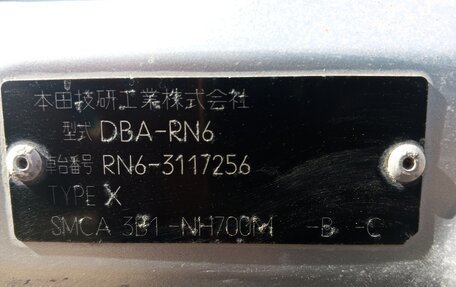 本田技研工業株式会社
型式 DBA-RN6
車台番号 RN6-3117256
TYPE X
SMCA 3B1 -NH700M -B -C